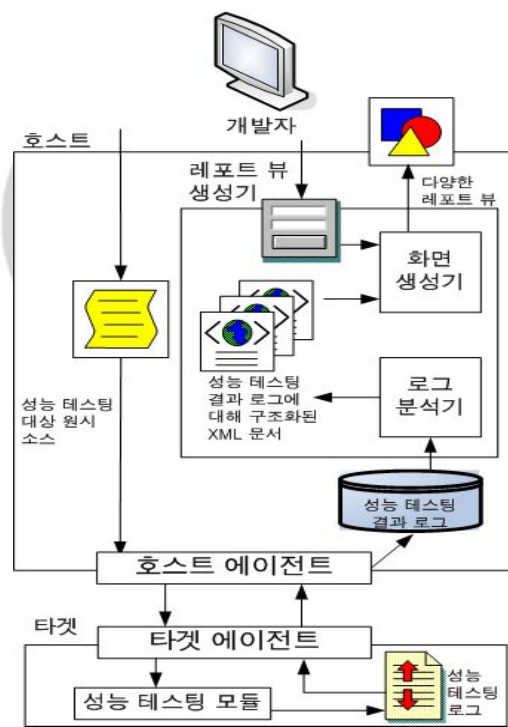 개발자
호스트
레포트 뷰
생성기
다양한
레포트 뷰
화면
생성기
성능 테스팅
결과 로그에
대해 구조화된
XML 문서
로그
분석기
성능 테스팅
대상 원시
소스
성능 테스팅
결과 로그
호스트 에이전트
타겟
타겟 에이전트
성능 테스팅 모듈
성능
테스팅
로그